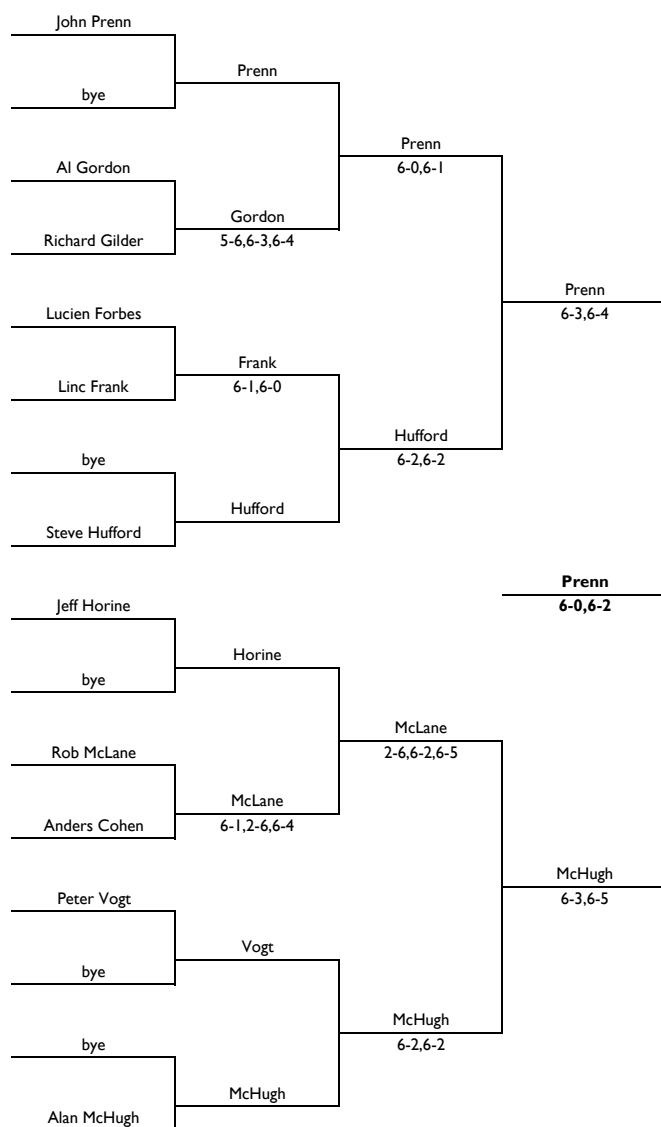 John Prenn
Prenn
bye
Prenn
6-0,6-1
Al Gordon
Gordon
5-6,6-3,6-4
Richard Gilder
Prenn
6-3,6-4
Lucien Forbes
Frank
6-1,6-0
Linc Frank
Hufford
6-2,6-2
bye
Hufford
Steve Hufford
Prenn
6-0,6-2
Jeff Horine
Horine
bye
McLane
2-6,6-2,6-5
Rob McLane
McLane
6-1,2-6,6-4
Anders Cohen
McHugh
6-3,6-5
Peter Vogt
Vogt
bye
McHugh
6-2,6-2
bye
McHugh
Alan McHugh